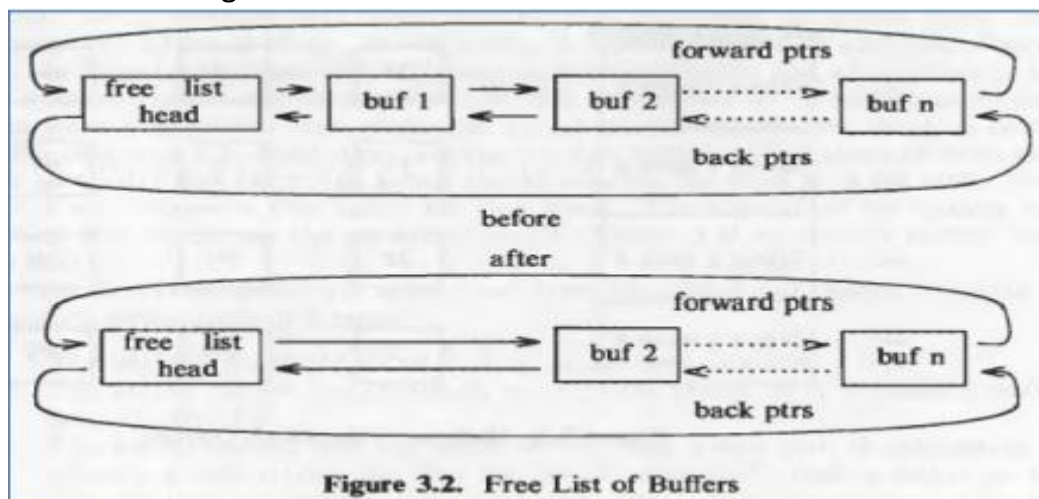 forward ptrs
free list
head
buf 1
buf 2
buf n
back ptrs
before
after
forward ptrs
free list
head
buf 2
buf n
back ptrs
Figure 3.2. Free List of Buffers